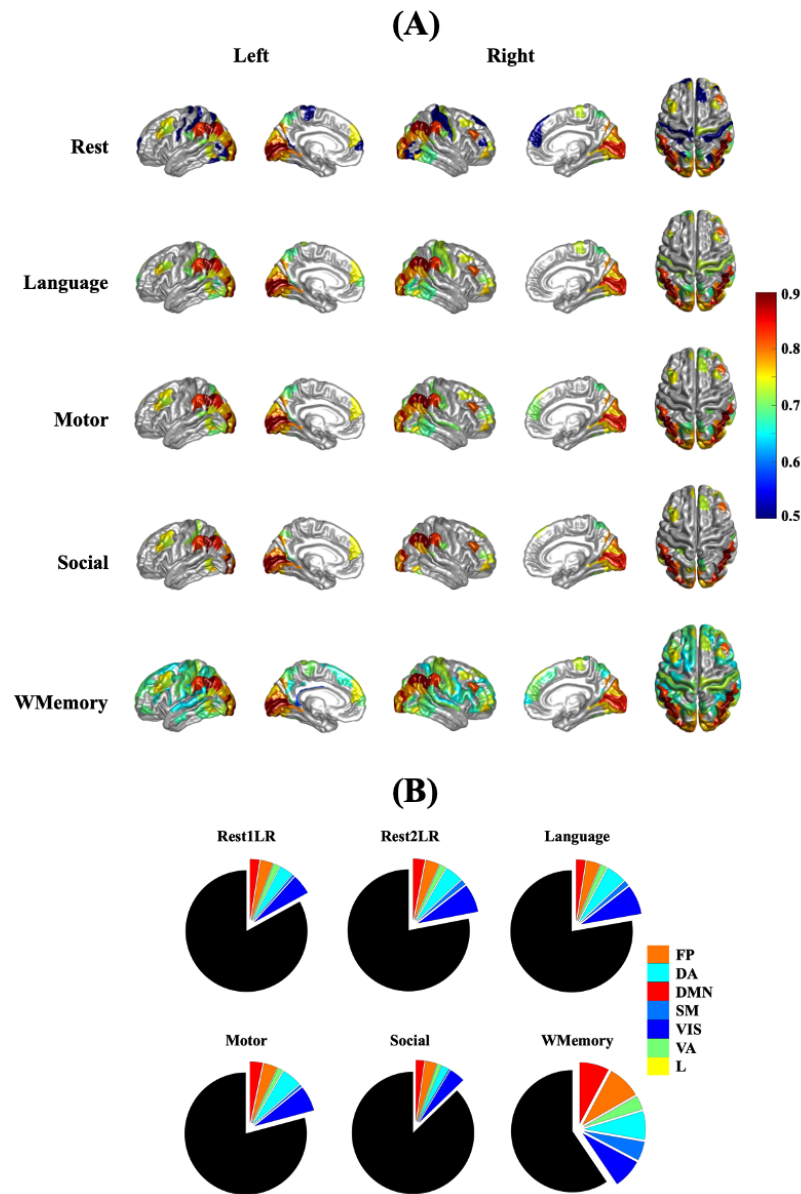 (A)
Left Right
Rest
Language
Motor
Social
WMemory
0.9
0.8
0.7
0.6
0.5
(B)
Rest1LR Rest2LR Language
Motor Social WMemory
FP
DA
DMN
SM
VIS
VA
L